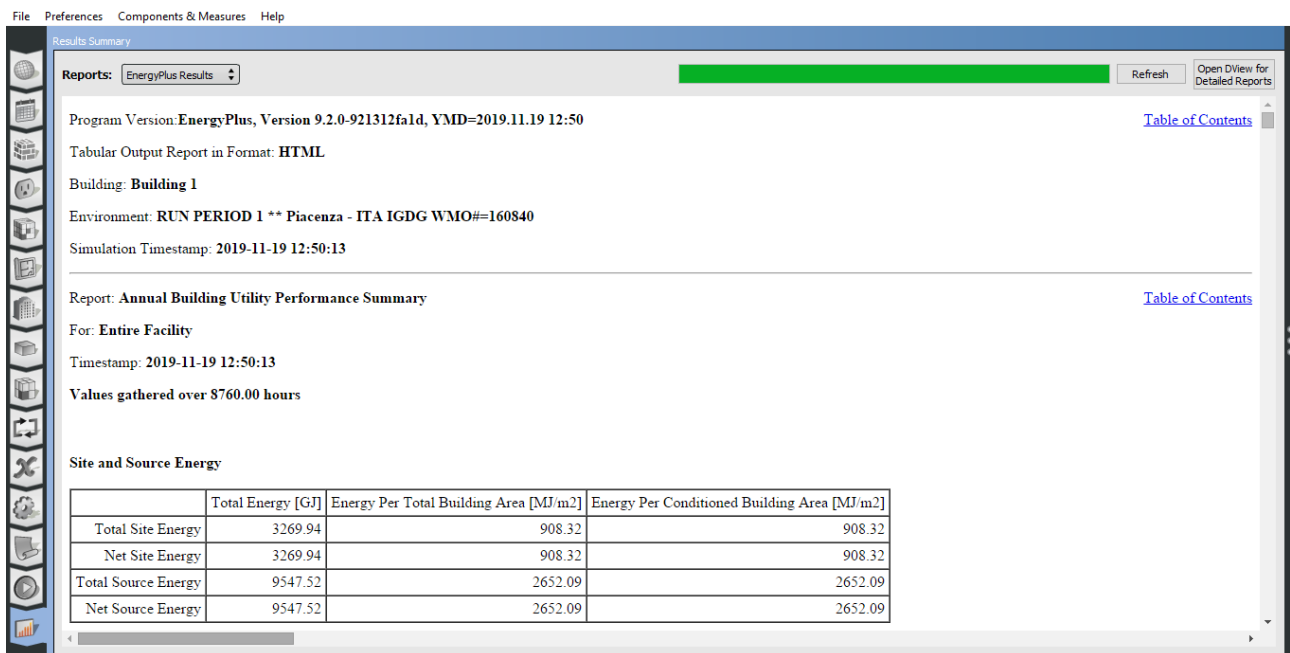 File Preferences Components & Measures Help
Results Summary
Reports: EnergyPlus Results Refresh Open DView for
Detailed Reports
Program Version:EnergyPlus, Version 9.2.0-921312fa1d, YMD=2019.11.19 12:50 Table of Contents
Tabular Output Report in Format: HTML
Building: Building 1
Environment: RUN PERIOD 1 ** Piacenza - ITA IGDG WMO#=160840
Simulation Timestamp: 2019-11-19 12:50:13
Report: Annual Building Utility Performance Summary Table of Contents
For: Entire Facility
Timestamp: 2019-11-19 12:50:13
Values gathered over 8760.00 hours
Site and Source Energy
Total Energy [GJ] Energy Per Total Building Area [MJ/m2] Energy Per Conditioned Building Area [MJ/m2]
Total Site Energy 3269.94 908.32 908.32
Net Site Energy 3269.94 908.32 908.32
Total Source Energy 9547.52 2652.09 2652.09
Net Source Energy 9547.52 2652.09 2652.09